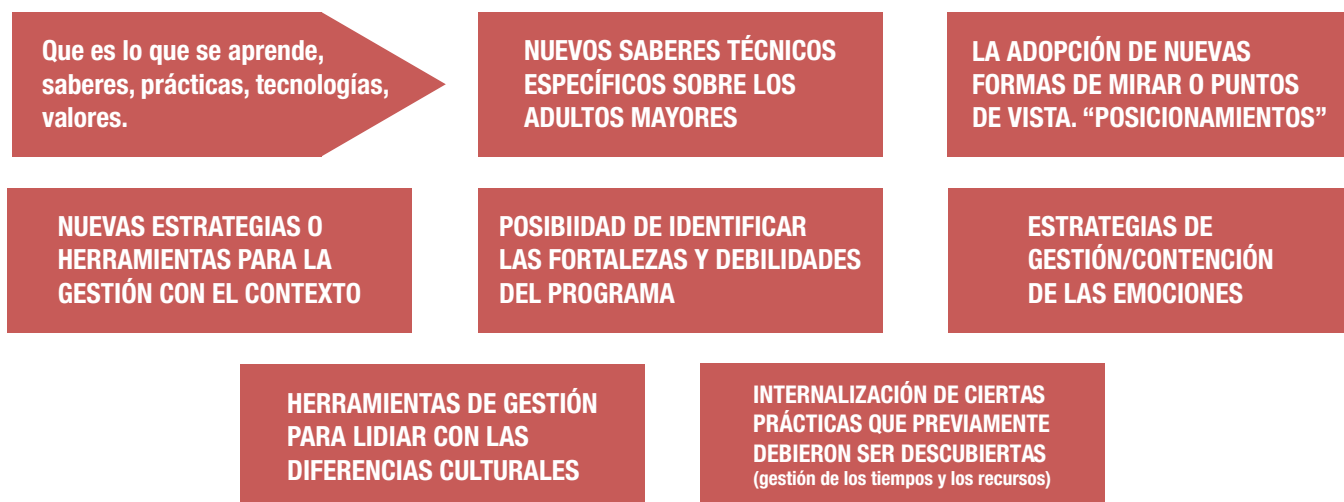 Que es lo que se aprende,
saberes, prácticas, tecnologías,
valores.
NUEVOS SABERES TÉCNICOS
ESPECÍFICOS SOBRE LOS
ADULTOS MAYORES
LA ADOPCIÓN DE NUEVAS
FORMAS DE MIRAR O PUNTOS
DE VISTA. “POSICIONAMIENTOS”
NUEVAS ESTRATEGIAS O
HERRAMIENTAS PARA LA
GESTIÓN CON EL CONTEXTO
POSIBIIDAD DE IDENTIFICAR
LAS FORTALEZAS Y DEBILIDADES
DEL PROGRAMA
ESTRATEGIAS DE
GESTIÓN/CONTENCIÓN
DE LAS EMOCIONES
HERRAMIENTAS DE GESTIÓN
PARA LIDIAR CON LAS
DIFERENCIAS CULTURALES
INTERNALIZACIÓN DE CIERTAS
PRÁCTICAS QUE PREVIAMENTE
DEBIERON SER DESCUBIERTAS
(gestión de los tiempos y los recursos)